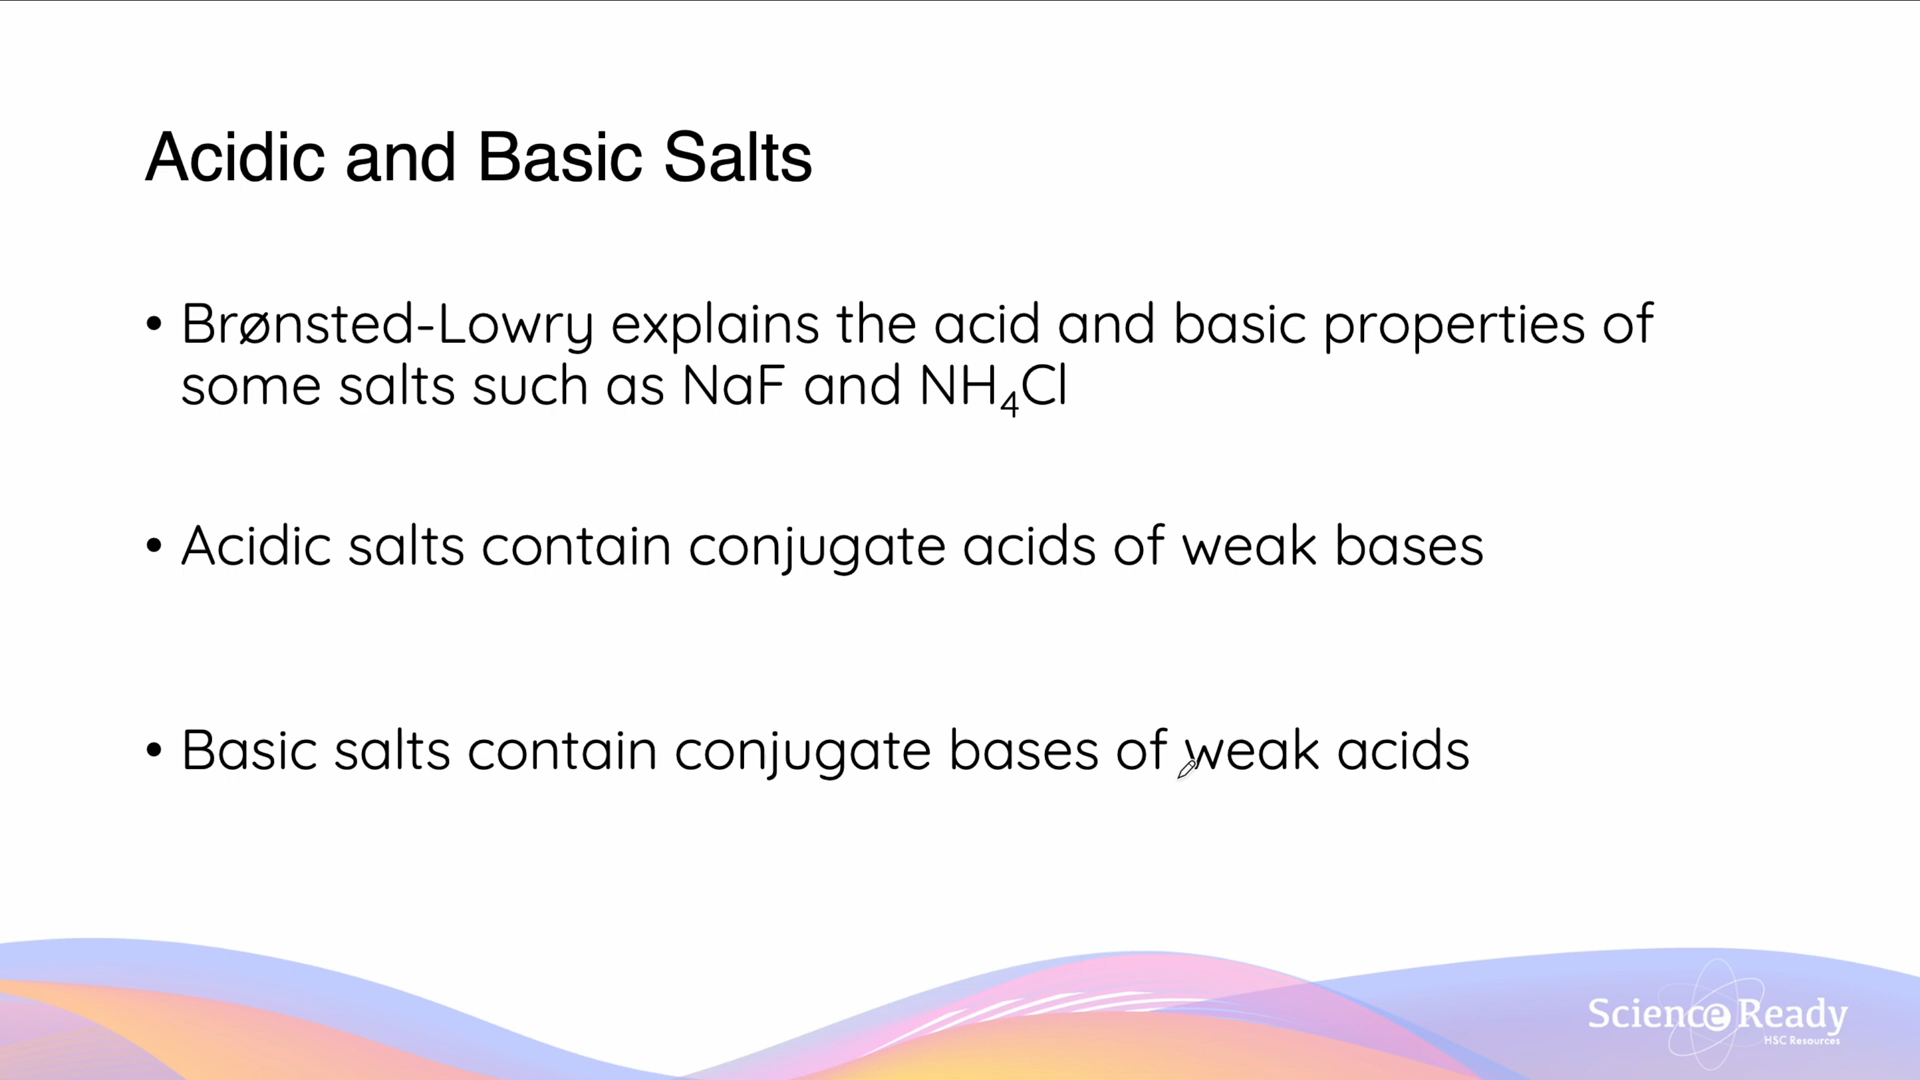 Acidic and Basic Salts
• Brønsted-Lowry explains the acid and basic properties of
some salts such as NaF and NH₄Cl
• Acidic salts contain conjugate acids of weak bases
• Basic salts contain conjugate bases of weak acids
Science Ready
HSC Resources